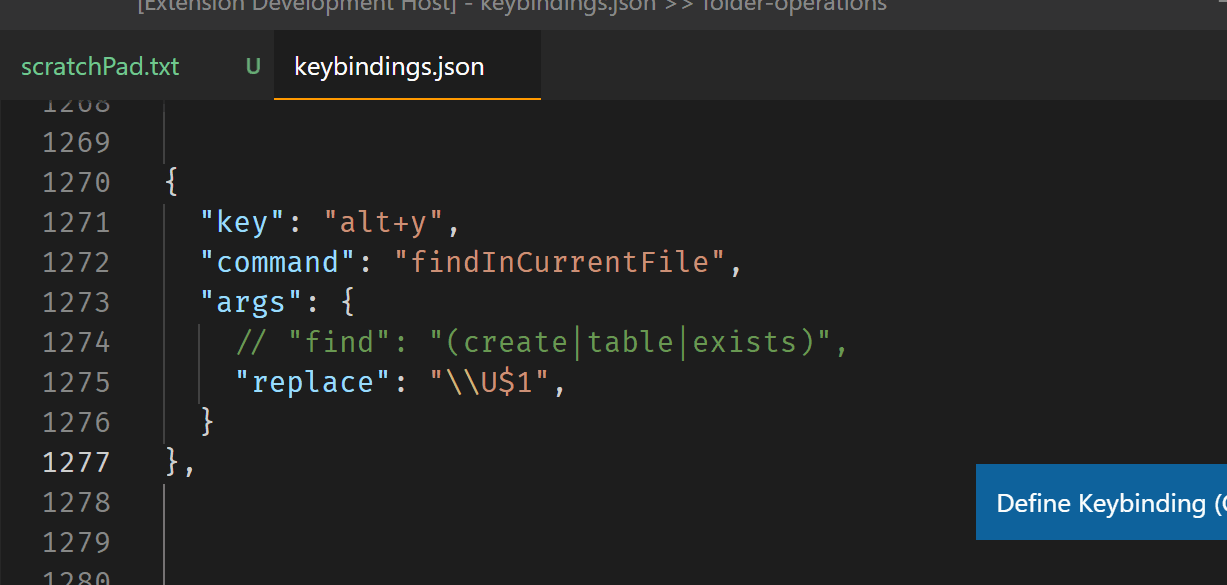 [Extension Development Host] - keybindings.json >> folder-operations
scratchPad.txt U keybindings.json
1268
1269
1270 {
1271 "key": "alt+y",
1272 "command": "findInCurrentFile",
1273 "args": {
1274 // "find": "(create|table|exists)",
1275 "replace": "\\U$1",
1276 }
1277 },
1278
Define Keybinding (
1279
1280